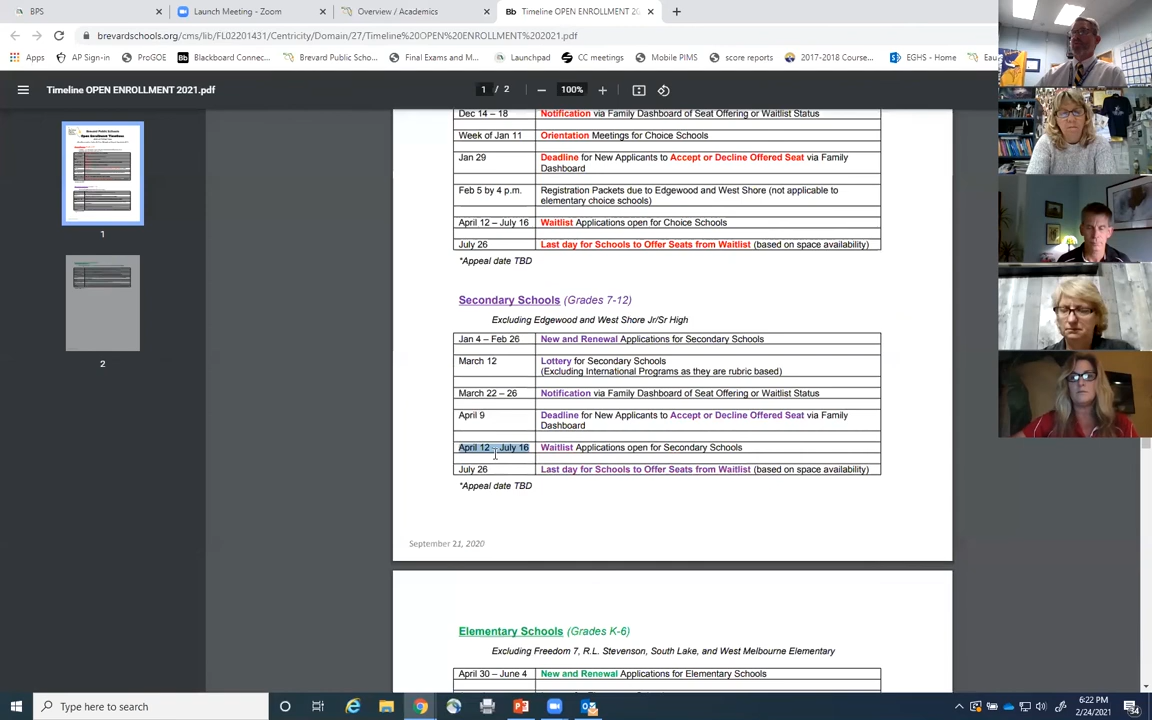 BPS
Launch Meeting - Zoom
Overview / Academics
Bb Timeline OPEN ENROLLMENT 202
brevardschools.org/cms/lib/FL02201431/Centricity/Domain/27/Timeline%20OPEN%20ENROLLMENT%202021.pdf
Apps
AP Sign-in
ProGOE
Bb Blackboard Connec...
Brevard Public Scho...
Final Exams and M...
Launchpad
CC meetings
Mobile PIMS
score reports
2017-2018 Course...
EGHS - Home
Eau
Timeline OPEN ENROLLMENT 2021.pdf
1 / 2
100%
1
2
Dec 14 – 18 Notification via Family Dashboard of Seat Offering or Waitlist Status
Week of Jan 11 Orientation Meetings for Choice Schools
Jan 29 Deadline for New Applicants to Accept or Decline Offered Seat via Family
Dashboard
Feb 5 by 4 p.m. Registration Packets due to Edgewood and West Shore (not applicable to
elementary choice schools)
April 12 – July 16 Waitlist Applications open for Choice Schools
July 26 Last day for Schools to Offer Seats from Waitlist (based on space availability)
*Appeal date TBD
Secondary Schools (Grades 7-12)
Excluding Edgewood and West Shore Jr/Sr High
Jan 4 – Feb 26 New and Renewal Applications for Secondary Schools
March 12 Lottery for Secondary Schools
(Excluding International Programs as they are rubric based)
March 22 – 26 Notification via Family Dashboard of Seat Offering or Waitlist Status
April 9 Deadline for New Applicants to Accept or Decline Offered Seat via Family
Dashboard
April 12 – July 16 Waitlist Applications open for Secondary Schools
July 26 Last day for Schools to Offer Seats from Waitlist (based on space availability)
*Appeal date TBD
September 21, 2020
Elementary Schools (Grades K-6)
Excluding Freedom 7, R.L. Stevenson, South Lake, and West Melbourne Elementary
April 30 – June 4 New and Renewal Applications for Elementary Schools
Type here to search
6:22 PM
2/24/2021
34